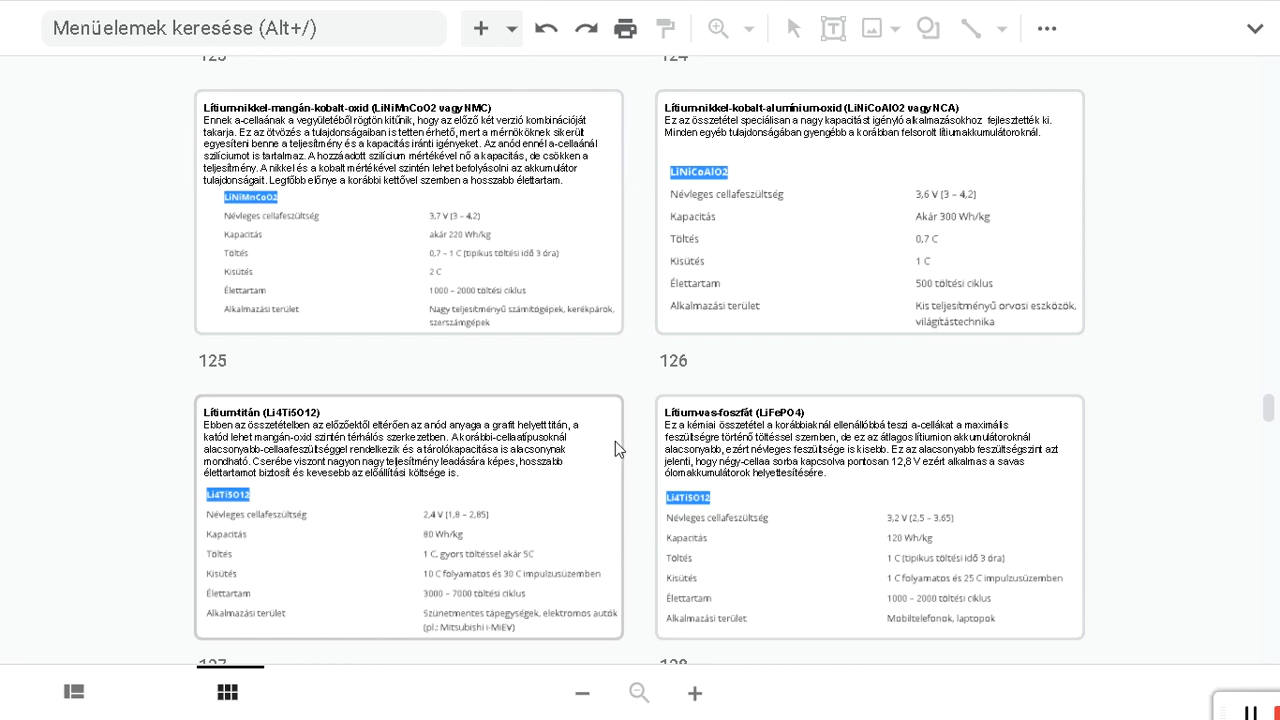 Menüelemek keresése (Alt+/)
123
124
Lítium-nikkel-mangán-kobalt-oxid (LiNiMnCoO2 vagy NMC)
Ennek a-cellaának a vegyületéből rögtön kitűnik, hogy az előző két verzió kombinációját
takarja. Ez az ötvözés a tulajdonságaiban is tetten érhető, mert a mérnököknek sikerült
egyesíteni benne a teljesítmény és a kapacitás iránti igényeket. Az anód ennél a-cellaánál
szilíciumot is tartalmaz. A hozzáadott szilícium mértékével nő a kapacitás, de csökken a
teljesítmény. A nikkel és a kobalt mértékével szintén lehet befolyásolni az akkumulátor
tulajdonságait. Legfőbb előnye a korábbi kettővel szemben a hosszabb élettartam.
LiNiMnCoO2
Névleges cellafeszültség 3,7 V (3 – 4,2)
Kapacitás akár 220 Wh/kg
Töltés 0,7 – 1 C (tipikus töltési idő 3 óra)
Kisütés 2 C
Élettartam 1000 – 2000 töltési ciklus
Alkalmazási terület Nagy teljesítményű számítógépek, kerékpárok,
szerszámgépek
125
Lítium-nikkel-kobalt-alumínium-oxid (LiNiCoAlO2 vagy NCA)
Ez az összetétel speciálisan a nagy kapacitást igénylő alkalmazásokhoz fejlesztették ki.
Minden egyéb tulajdonságában gyengébb a korábban felsorolt lítiumakkumulátoroknál.
LiNiCoAlO2
Névleges cellafeszültség 3,6 V (3 – 4,2)
Kapacitás Akár 300 Wh/kg
Töltés 0,7 C
Kisütés 1 C
Élettartam 500 töltési ciklus
Alkalmazási terület Kis teljesítményű orvosi eszközök,
világítástechnika
126
Lítium-titán (Li4Ti5O12)
Ebben az összetételben az előzőektől eltérően az anód anyaga a grafit helyett titán, a
katód lehet mangán-oxid szintén térhálós szerkezetben. A korábbi-cellaatípusoknál
alacsonyabb-cellaafeszültséggel rendelkezik és a tárolókapacitása is alacsonynak
mondható. Cserébe viszont nagyon nagy teljesítmény leadására képes, hosszabb
élettartamot biztosít és kevesebb az előállítási költsége is.
Li4Ti5O12
Névleges cellafeszültség 2,4 V (1,8 – 2,85)
Kapacitás 80 Wh/kg
Töltés 1 C, gyors töltéssel akár 5C
Kisütés 10 C folyamatos és 30 C impulzusüzemben
Élettartam 3000 – 7000 töltési ciklus
Alkalmazási terület Szünetmentes tápegységek, elektromos autók
(pl.: Mitsubishi i-MiEV)
127
Lítium-vas-foszfát (LiFePO4)
Ez a kémiai összetétel a korábbiaknál ellenállóbbá teszi a-cellákat a maximális
feszültségre történő töltéssel szemben, de ez az átlagos lítiumion akkumulátoroknál
alacsonyabb, ezért névleges feszültsége is kisebb. Ez az alacsonyabb feszültségszint azt
jelenti, hogy négy-cellaa sorba kapcsolva pontosan 12,8 V ezért alkalmas a savas
ólomakkumulátorok helyettesítésére.
Li4Ti5O12
Névleges cellafeszültség 3,2 V (2,5 – 3,65)
Kapacitás 120 Wh/kg
Töltés 1 C (tipikus töltési idő 3 óra)
Kisütés 1 C folyamatos és 25 C impulzusüzemben
Élettartam 1000 – 2000 töltési ciklus
Alkalmazási terület Mobiltelefonok, laptopok
128